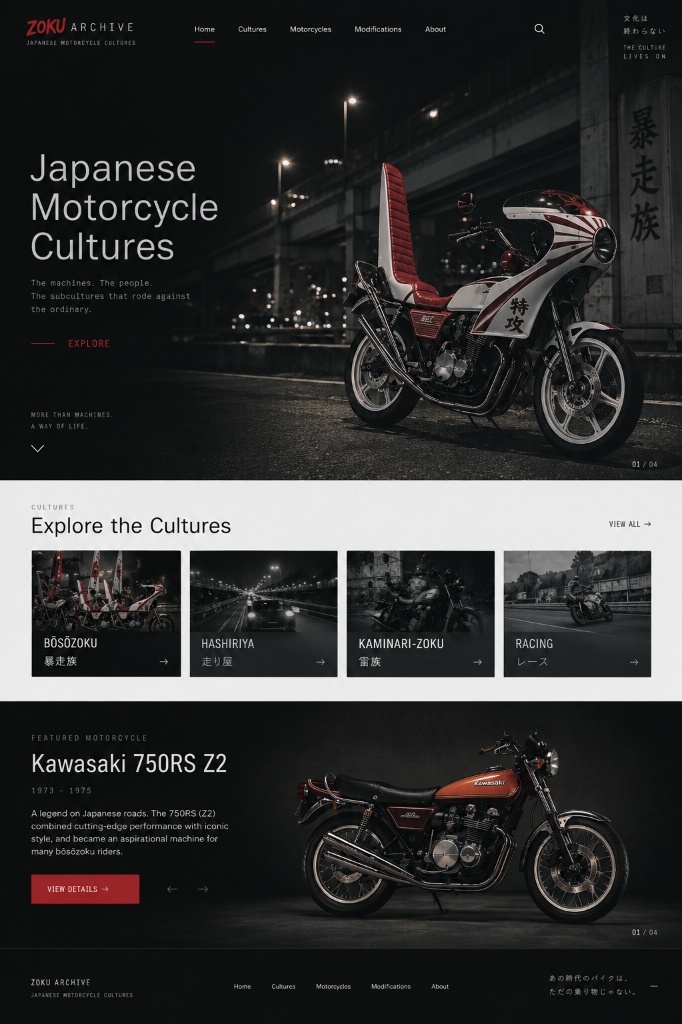 ZOKU ARCHIVE
JAPANESE MOTORCYCLE CULTURES
Home
Cultures
Motorcycles
Modifications
About
文化は
終わらない
THE CULTURE
LIVES ON
暴走族
Japanese
Motorcycle
Cultures
The machines. The people.
The subcultures that rode against
the ordinary.
EXPLORE
特攻
MORE THAN MACHINES.
A WAY OF LIFE.
01 / 04
CULTURES
Explore the Cultures
VIEW ALL →
BŌSŌZOKU
暴走族
→
HASHIRIYA
走り屋
→
KAMINARI-ZOKU
雷族
→
RACING
レース
→
FEATURED MOTORCYCLE
Kawasaki 750RS Z2
1973 – 1975
A legend on Japanese roads. The 750RS (Z2)
combined cutting-edge performance with iconic
style, and became an aspirational machine for
many bōsōzoku riders.
VIEW DETAILS →
← →
Kawasaki
01 / 04
ZOKU ARCHIVE
JAPANESE MOTORCYCLE CULTURES
Home
Cultures
Motorcycles
Modifications
About
あの時代のバイクは、
ただの乗り物じゃない。